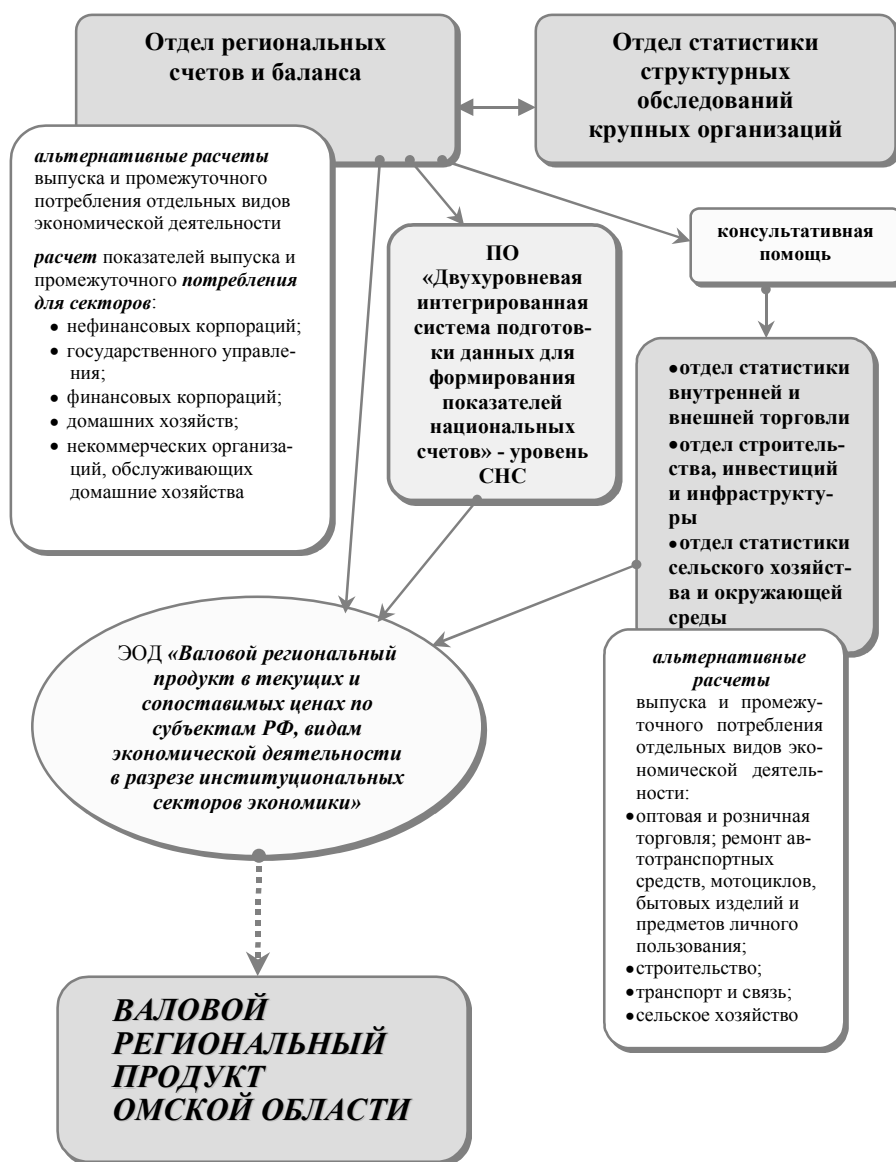 Отдел региональных
счетов и баланса
Отдел статистики
структурных
обследований
крупных организаций
альтернативные расчеты
выпуска и промежуточного
потребления отдельных видов
экономической деятельности
расчет показателей выпуска и
промежуточного потребления
для секторов:
• нефинансовых корпораций;
• государственного управле-
ния;
• финансовых корпораций;
• домашних хозяйств;
• некоммерческих организа-
ций, обслуживающих
домашние хозяйства
ПО
«Двухуровневая
интегрированная
система подготов-
ки данных для
формирования
показателей
национальных
счетов» - уровень
СНС
консультативная
помощь
•отдел статистики
внутренней и
внешней торговли
•отдел строитель-
ства, инвестиций
и инфраструкту-
ры
•отдел статистики
сельского хозяйст-
ва и окружающей
среды
альтернативные
расчеты
выпуска и промежу-
точного потребления
отдельных видов эко-
номической деятель-
ности:
•оптовая и розничная
торговля; ремонт ав-
тотранспортных
средств, мотоциклов,
бытовых изделий и
предметов личного
пользования;
•строительство;
•транспорт и связь;
•сельское хозяйство
ЭОД «Валовой региональный
продукт в текущих и
сопоставимых ценах по
субъектам РФ, видам
экономической деятельности
в разрезе институциональных
секторов экономики»
ВАЛОВОЙ
РЕГИОНАЛЬНЫЙ
ПРОДУКТ
ОМСКОЙ ОБЛАСТИ